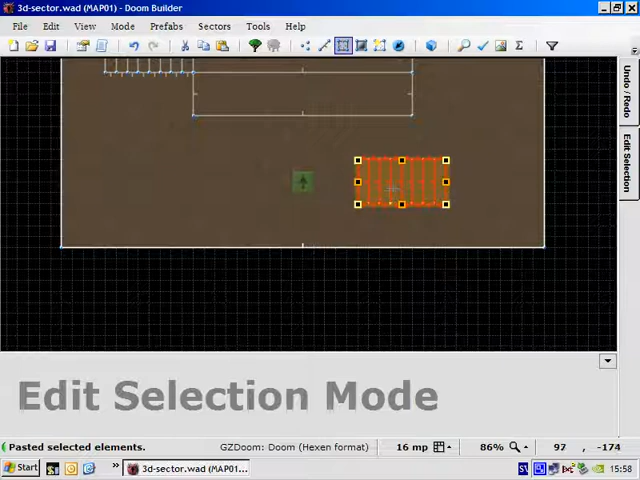 3d-sector.wad (MAP01) - Doom Builder
File Edit View Mode Prefabs Sectors Tools Help
Undo / Redo
Edit Selection
Edit Selection Mode
Pasted selected elements. GZDoom: Doom (Hexen format) 16 mp 86% 97 , -174
Start » 3d-sector.wad (MAP01... SV 15:58